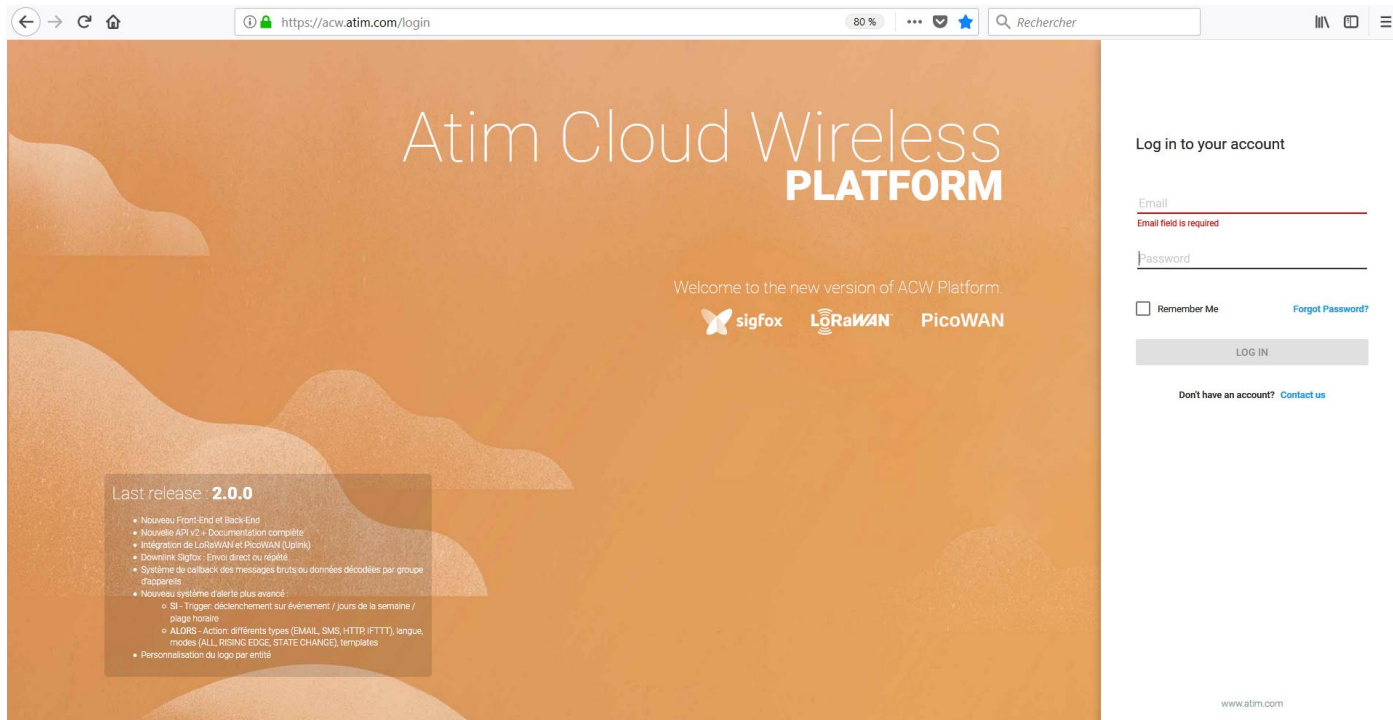 https://acw.atim.com/login
80 %
Rechercher
Atim Cloud Wireless
PLATFORM
Welcome to the new version of ACW Platform.
sigfox LoRaWAN PicoWAN
Last release : 2.0.0
Nouveau Front-End et Back-End
Nouvelle API v2 + Documentation complète
Intégration de LoRaWAN et PicoWAN (Uplink)
Downlink Sigfox : Envoi direct ou répété
Système de callback des messages bruts ou données décodées par groupe
d'appareils
Nouveau système d'alerte plus avancé :
SI - Trigger: déclenchement sur événement / jours de la semaine /
plage horaire
ALORS - Action: différents types (EMAIL, SMS, HTTP, IFTTT), langue,
modes (ALL, RISING EDGE, STATE CHANGE), templates
Personnalisation du logo par entité
Log in to your account
Email
Email field is required
Password
Remember Me
Forgot Password?
LOG IN
Don't have an account? Contact us
www.atim.com